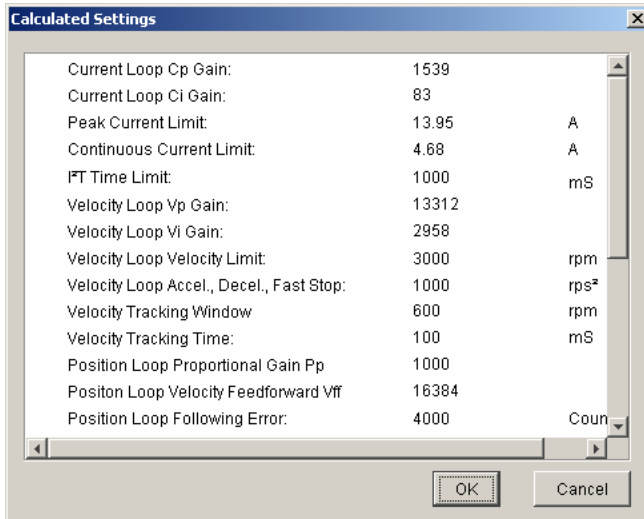 Calculated Settings
Current Loop Cp Gain: 1539
Current Loop Ci Gain: 83
Peak Current Limit: 13.95 A
Continuous Current Limit: 4.68 A
I²T Time Limit: 1000 mS
Velocity Loop Vp Gain: 13312
Velocity Loop Vi Gain: 2958
Velocity Loop Velocity Limit: 3000 rpm
Velocity Loop Accel., Decel., Fast Stop: 1000 rps²
Velocity Tracking Window 600 rpm
Velocity Tracking Time: 100 mS
Position Loop Proportional Gain Pp 1000
Positon Loop Velocity Feedforward Vff 16384
Position Loop Following Error: 4000 Coun
OK Cancel